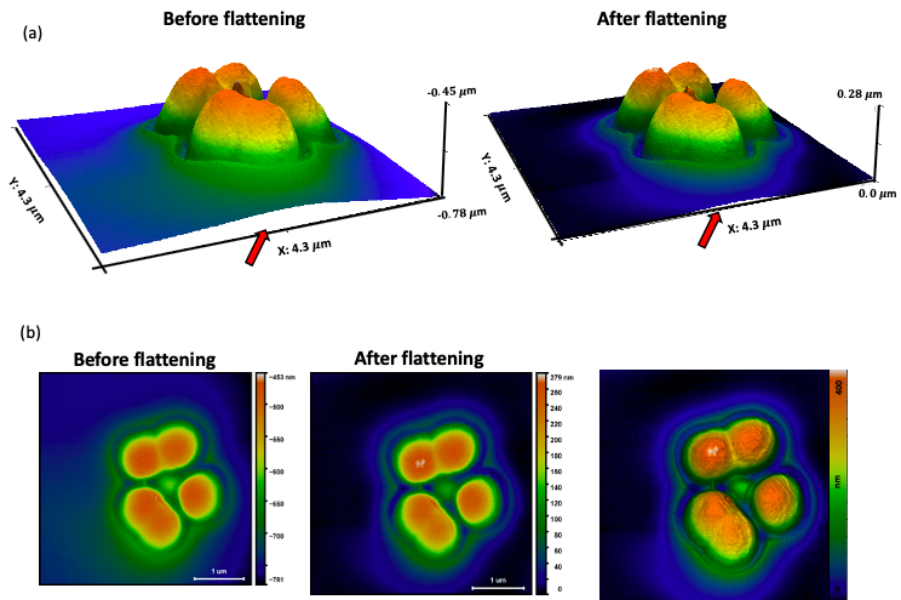 (a)
Before flattening
After flattening
-0.45 µm
-0.78 µm
Y: 4.3 µm
X: 4.3 µm
0.28 µm
0.0 µm
Y: 4.3 µm
X: 4.3 µm
(b)
Before flattening
After flattening
−453 nm
−500
−550
−600
−650
−700
−781
1 um
279 nm
240
220
200
180
160
140
120
100
80
60
40
20
0
1 um
400
nm